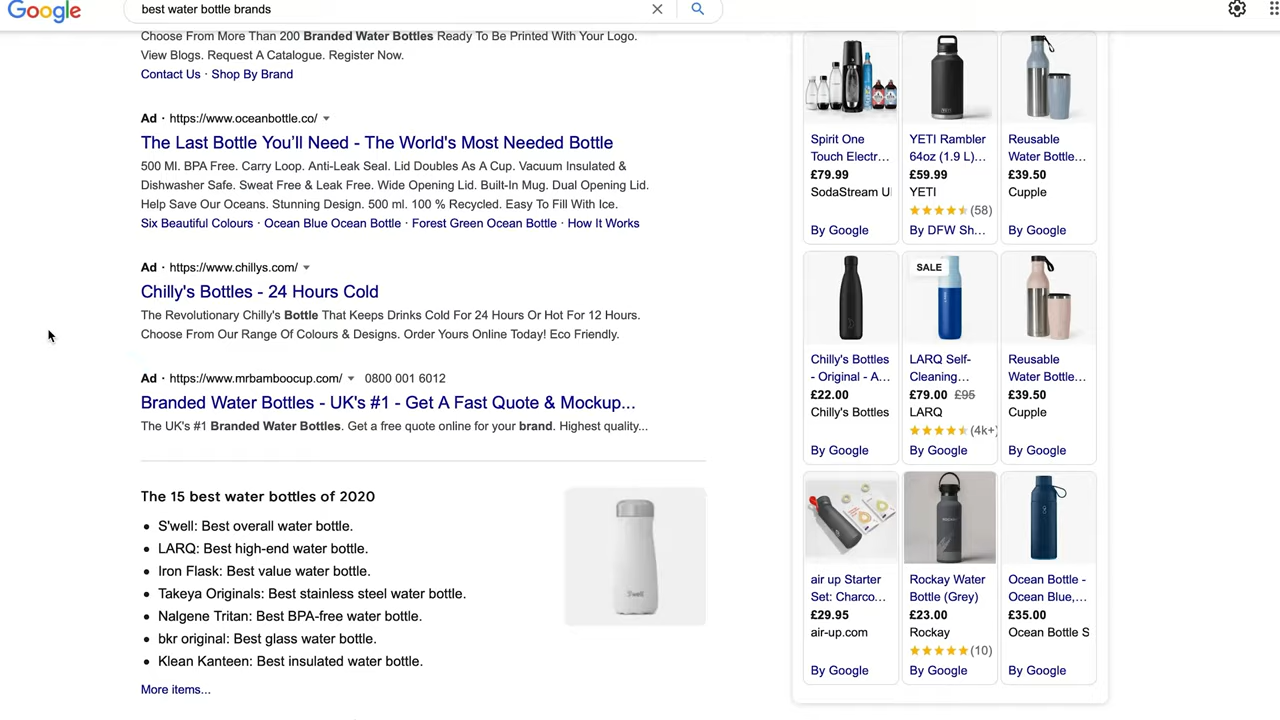 Google
best water bottle brands
Choose From More Than 200 Branded Water Bottles Ready To Be Printed With Your Logo.
View Blogs. Request A Catalogue. Register Now.
Contact Us · Shop By Brand
Ad · https://www.oceanbottle.co/
The Last Bottle You’ll Need - The World's Most Needed Bottle
500 Ml. BPA Free. Carry Loop. Anti-Leak Seal. Lid Doubles As A Cup. Vacuum Insulated &
Dishwasher Safe. Sweat Free & Leak Free. Wide Opening Lid. Built-In Mug. Dual Opening Lid.
Help Save Our Oceans. Stunning Design. 500 ml. 100 % Recycled. Easy To Fill With Ice.
Six Beautiful Colours · Ocean Blue Ocean Bottle · Forest Green Ocean Bottle · How It Works
Ad · https://www.chillys.com/
Chilly's Bottles - 24 Hours Cold
The Revolutionary Chilly's Bottle That Keeps Drinks Cold For 24 Hours Or Hot For 12 Hours.
Choose From Our Range Of Colours & Designs. Order Yours Online Today! Eco Friendly.
Ad · https://www.mrbamboocup.com/ 0800 001 6012
Branded Water Bottles - UK's #1 - Get A Fast Quote & Mockup...
The UK's #1 Branded Water Bottles. Get a free quote online for your brand. Highest quality...
The 15 best water bottles of 2020
S'well: Best overall water bottle.
LARQ: Best high-end water bottle.
Iron Flask: Best value water bottle.
Takeya Originals: Best stainless steel water bottle.
Nalgene Tritan: Best BPA-free water bottle.
bkr original: Best glass water bottle.
Klean Kanteen: Best insulated water bottle.
More items...
S'well
YETI
Spirit One
Touch Electr...
£79.99
SodaStream U
By Google
YETI Rambler
64oz (1.9 L)...
£59.99
YETI
(58)
By DFW Sh...
Reusable
Water Bottle...
£39.50
Cupple
By Google
Chilly's Bottles
- Original - A...
£22.00
Chilly's Bottles
By Google
SALE
LARQ
LARQ Self-
Cleaning...
£79.00 £95
LARQ
(4k+)
By Google
Reusable
Water Bottle...
£39.50
Cupple
By Google
air up Starter
Set: Charco...
£29.95
air-up.com
By Google
ROCKAY
Rockay Water
Bottle (Grey)
£23.00
Rockay
(10)
By Google
Ocean Bottle -
Ocean Blue,...
£35.00
Ocean Bottle S
By Google